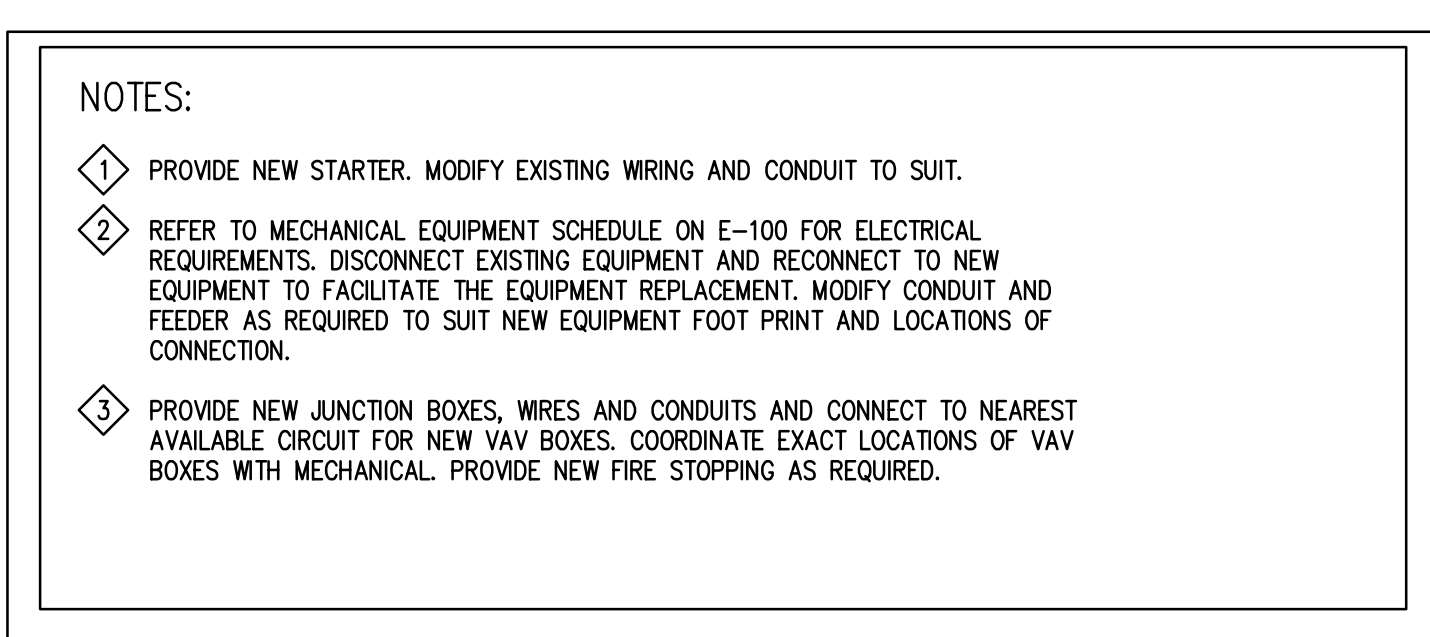 NOTES:
1 PROVIDE NEW STARTER. MODIFY EXISTING WIRING AND CONDUIT TO SUIT.
2 REFER TO MECHANICAL EQUIPMENT SCHEDULE ON E-100 FOR ELECTRICAL
REQUIREMENTS. DISCONNECT EXISTING EQUIPMENT AND RECONNECT TO NEW
EQUIPMENT TO FACILITATE THE EQUIPMENT REPLACEMENT. MODIFY CONDUIT AND
FEEDER AS REQUIRED TO SUIT NEW EQUIPMENT FOOT PRINT AND LOCATIONS OF
CONNECTION.
3 PROVIDE NEW JUNCTION BOXES, WIRES AND CONDUITS AND CONNECT TO NEAREST
AVAILABLE CIRCUIT FOR NEW VAV BOXES. COORDINATE EXACT LOCATIONS OF VAV
BOXES WITH MECHANICAL. PROVIDE NEW FIRE STOPPING AS REQUIRED.